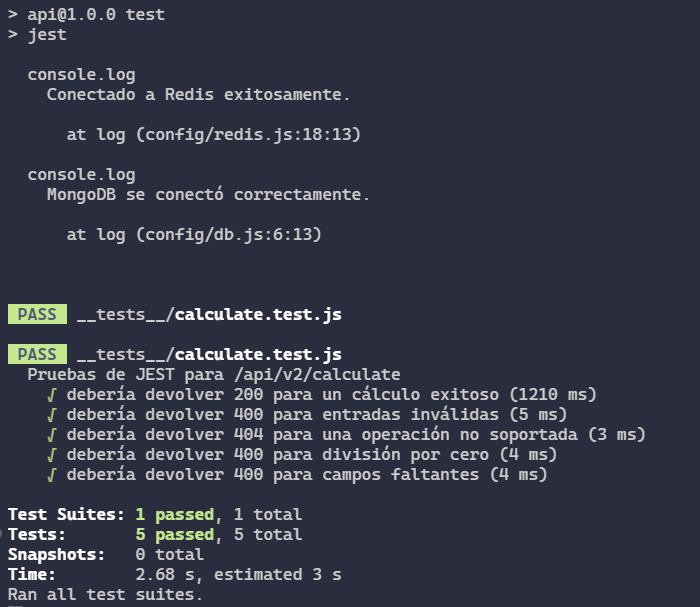 > api@1.0.0 test
> jest
console.log
Conectado a Redis exitosamente.
at log (config/redis.js:18:13)
console.log
MongoDB se conectó correctamente.
at log (config/db.js:6:13)
PASS __tests__/calculate.test.js
PASS __tests__/calculate.test.js
Pruebas de JEST para /api/v2/calculate
√ debería devolver 200 para un cálculo exitoso (1210 ms)
√ debería devolver 400 para entradas inválidas (5 ms)
√ debería devolver 404 para una operación no soportada (3 ms)
√ debería devolver 400 para división por cero (4 ms)
√ debería devolver 400 para campos faltantes (4 ms)
Test Suites: 1 passed, 1 total
Tests: 5 passed, 5 total
Snapshots: 0 total
Time: 2.68 s, estimated 3 s
Ran all test suites.